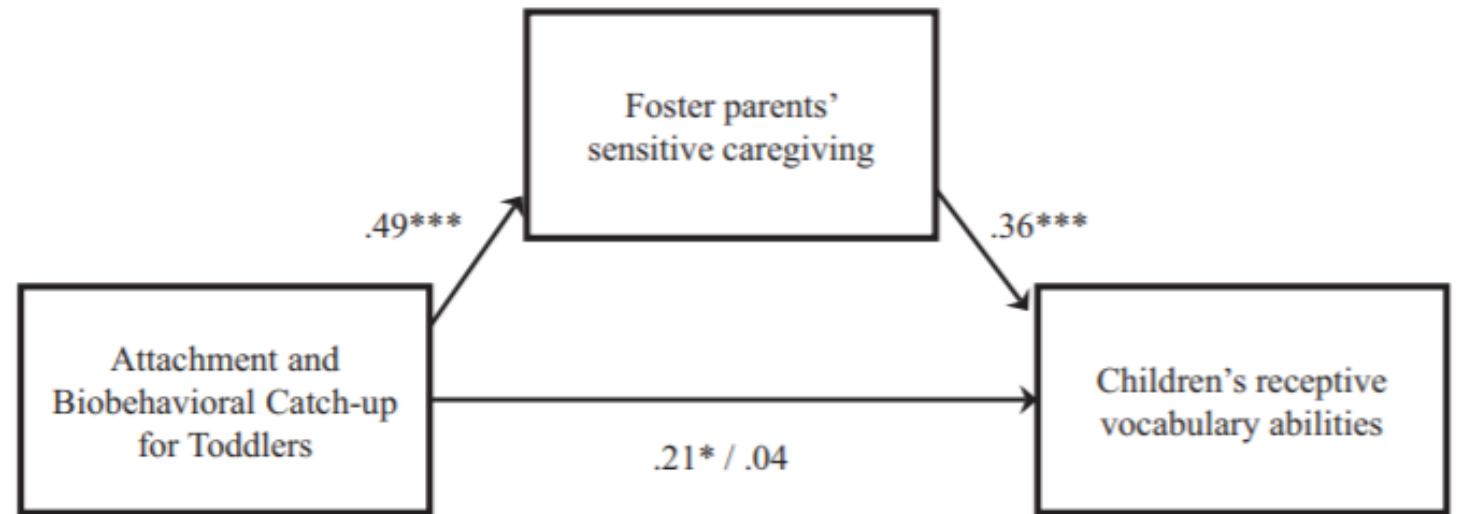 Foster parents’
sensitive caregiving
.49***
.36***
Attachment and
Biobehavioral Catch-up
for Toddlers
Children’s receptive
vocabulary abilities
.21* / .04